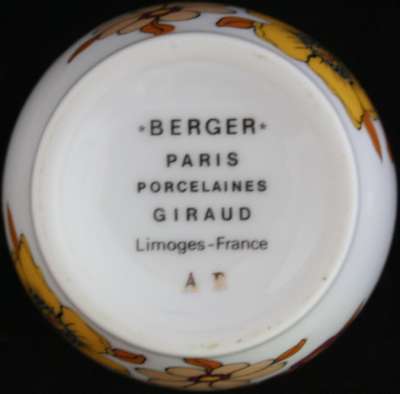 *BERGER*
PARIS
PORCELAINES
GIRAUD
Limoges-France